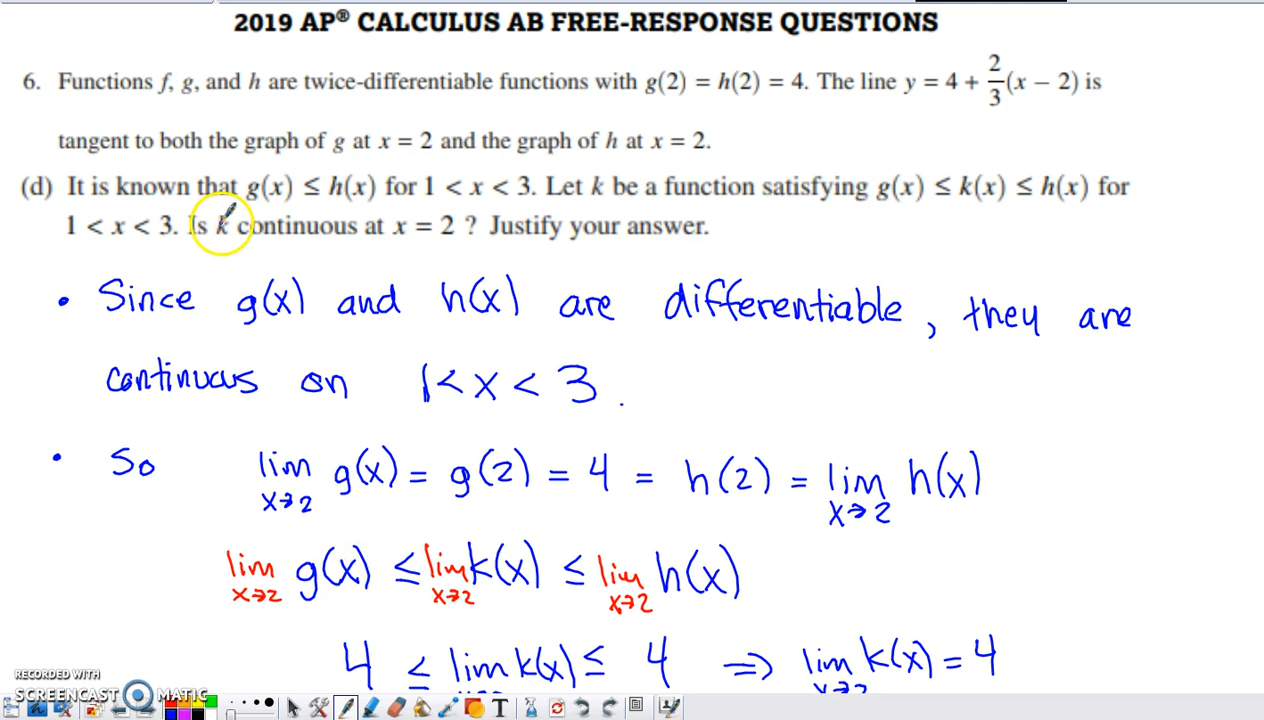 2019 AP® CALCULUS AB FREE-RESPONSE QUESTIONS
6. Functions f, g, and h are twice-differentiable functions with g(2) = h(2) = 4. The line y = 4 + 2/3(x − 2) is
tangent to both the graph of g at x = 2 and the graph of h at x = 2.
(d) It is known that g(x) ≤ h(x) for 1 < x < 3. Let k be a function satisfying g(x) ≤ k(x) ≤ h(x) for
1 < x < 3. Is k continuous at x = 2 ? Justify your answer.
• Since g(x) and h(x) are differentiable, they are
continuous on 1 < x < 3.
• So lim x→2 g(x) = g(2) = 4 = h(2) = lim x→2 h(x)
lim x→2 g(x) ≤ lim x→2 k(x) ≤ lim x→2 h(x)
4 ≤ lim k(x) ≤ 4 ⇒ lim x→2 k(x) = 4
RECORDED WITH
SCREENCAST MATIC